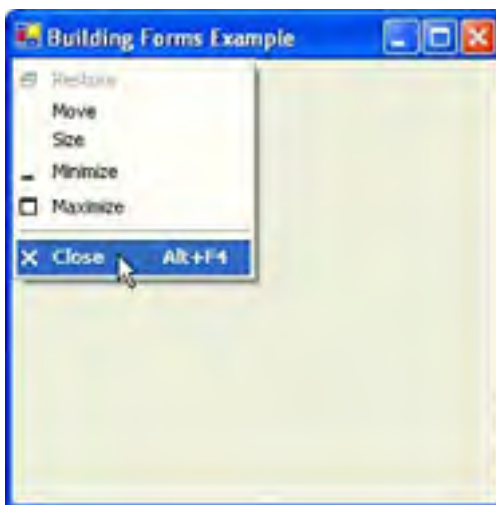 Building Forms Example
Restore
Move
Size
Minimize
Maximize
Close Alt+F4